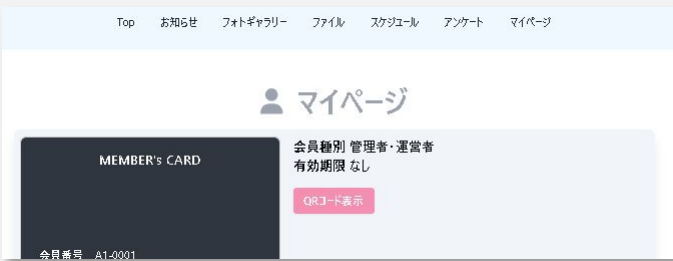 Top お知らせ フォトギャラリー ファイル スケジュール アンケート マイページ
マイページ
MEMBER's CARD
会員種別 管理者・運営者
有効期限 なし
QRコード表示
会員番号 A1-0001